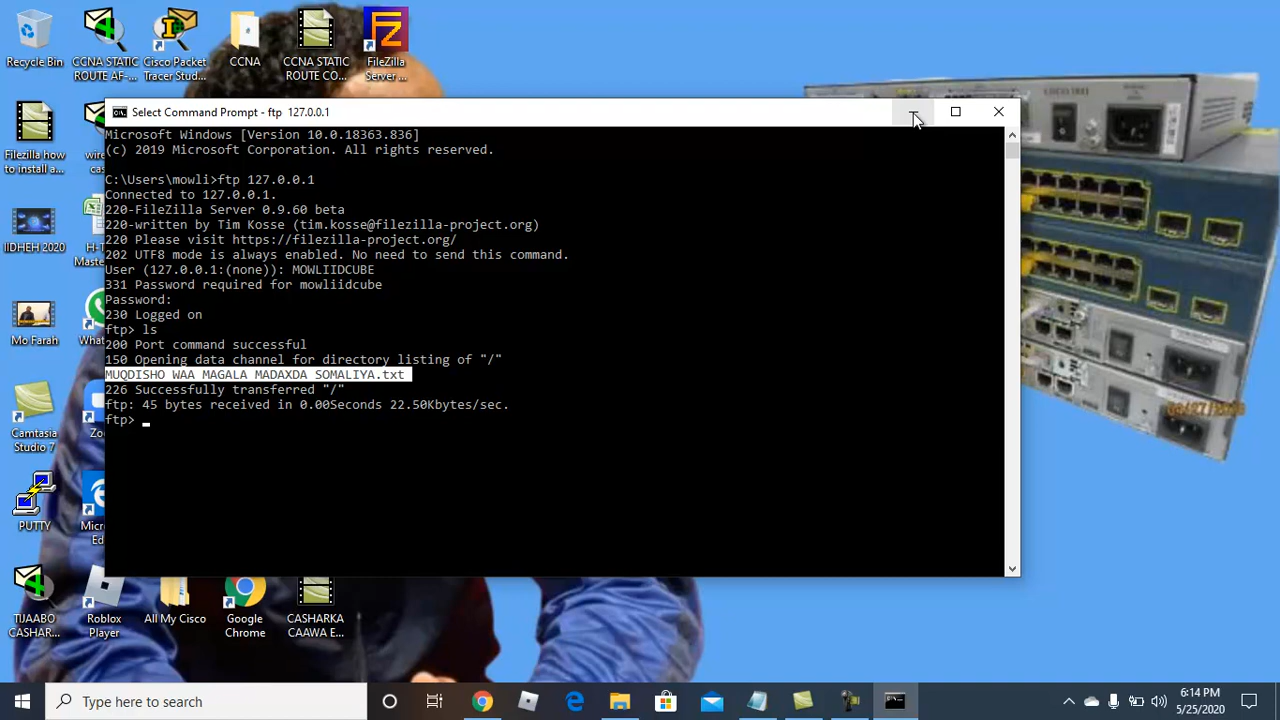 Recycle Bin
CCNA STATIC
ROUTE AF-...
Cisco Packet
Tracer Stud...
CCNA
CCNA STATIC
ROUTE CO...
FileZilla
Server ...
Select Command Prompt - ftp 127.0.0.1
Microsoft Windows [Version 10.0.18363.836]
(c) 2019 Microsoft Corporation. All rights reserved.
C:\Users\mowli>ftp 127.0.0.1
Connected to 127.0.0.1.
220-FileZilla Server 0.9.60 beta
220-written by Tim Kosse (tim.kosse@filezilla-project.org)
220 Please visit https://filezilla-project.org/
202 UTF8 mode is always enabled. No need to send this command.
User (127.0.0.1:(none)): MOWLIIDCUBE
331 Password required for mowliidcube
Password:
230 Logged on
ftp> ls
200 Port command successful
150 Opening data channel for directory listing of "/"
MUQDISHO WAA MAGALA MADAXDA SOMALIYA.txt
226 Successfully transferred "/"
ftp: 45 bytes received in 0.00Seconds 22.50Kbytes/sec.
ftp>
Filezilla how
to install a...
wire
cas
IIDHEH 2020
H-T
Maste
Mo Farah
What
Camtasia
Studio 7
Zo
PUTTY
Micr
Ed
TIJAABO
CASHAR...
Roblox
Player
All My Cisco
Google
Chrome
CASHARKA
CAAWA E...
Type here to search
6:14 PM
5/25/2020